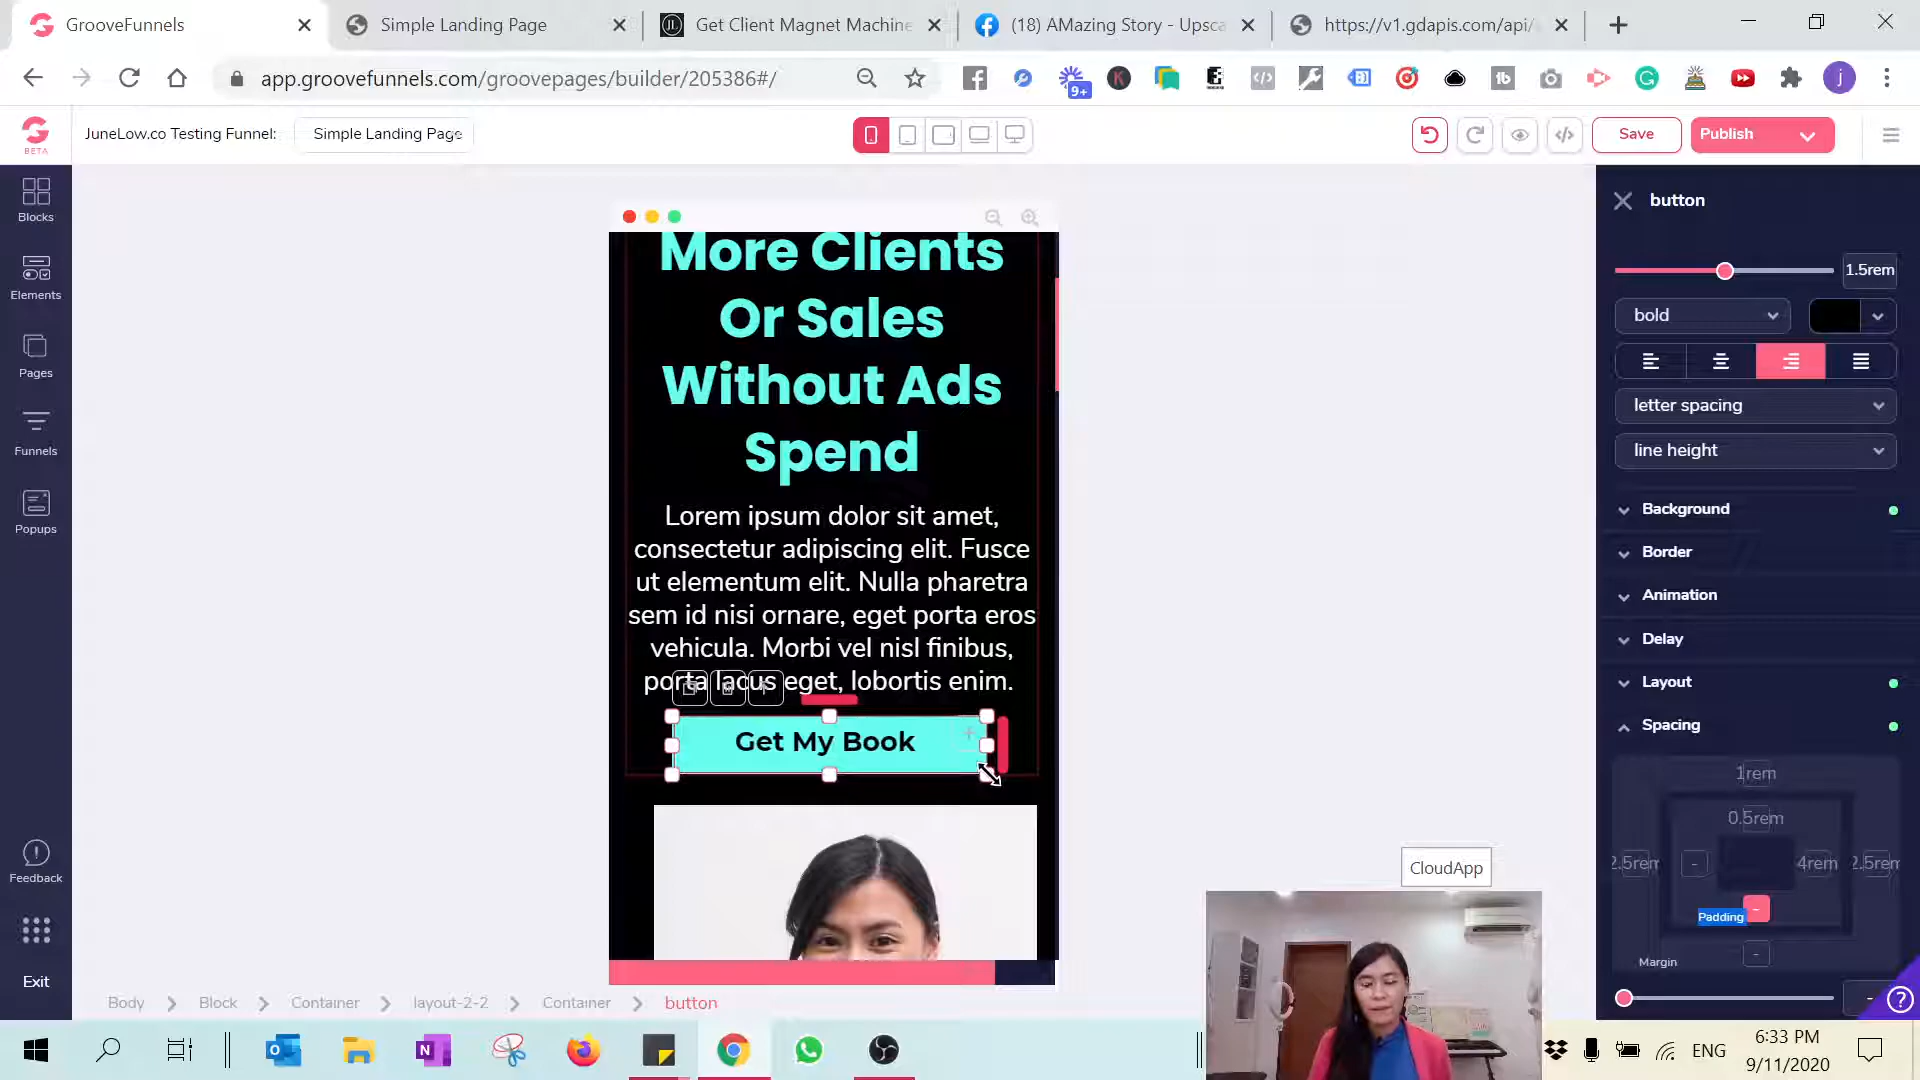 GrooveFunnels
Simple Landing Page
Get Client Magnet Machine
(18) AMazing Story - Upsca
https://v1.gdapis.com/api/
app.groovefunnels.com/groovepages/builder/205386#/
9+
j
BETA
JuneLow.co Testing Funnel:
Simple Landing Page
Save
Publish
Blocks
Elements
Pages
Funnels
Popups
Feedback
Exit
More Clients
Or Sales
Without Ads
Spend
Lorem ipsum dolor sit amet,
consectetur adipiscing elit. Fusce
ut elementum elit. Nulla pharetra
sem id nisi ornare, eget porta eros
vehicula. Morbi vel nisl finibus,
porta lacus eget, lobortis enim.
Get My Book
button
1.5rem
bold
letter spacing
line height
Background
Border
Animation
Delay
Layout
Spacing
1rem
0.5rem
2.5rem
-
4rem
2.5rem
Padding
-
Margin
-
-
CloudApp
Body
Block
Container
layout-2-2
Container
button
ENG
6:33 PM
9/11/2020